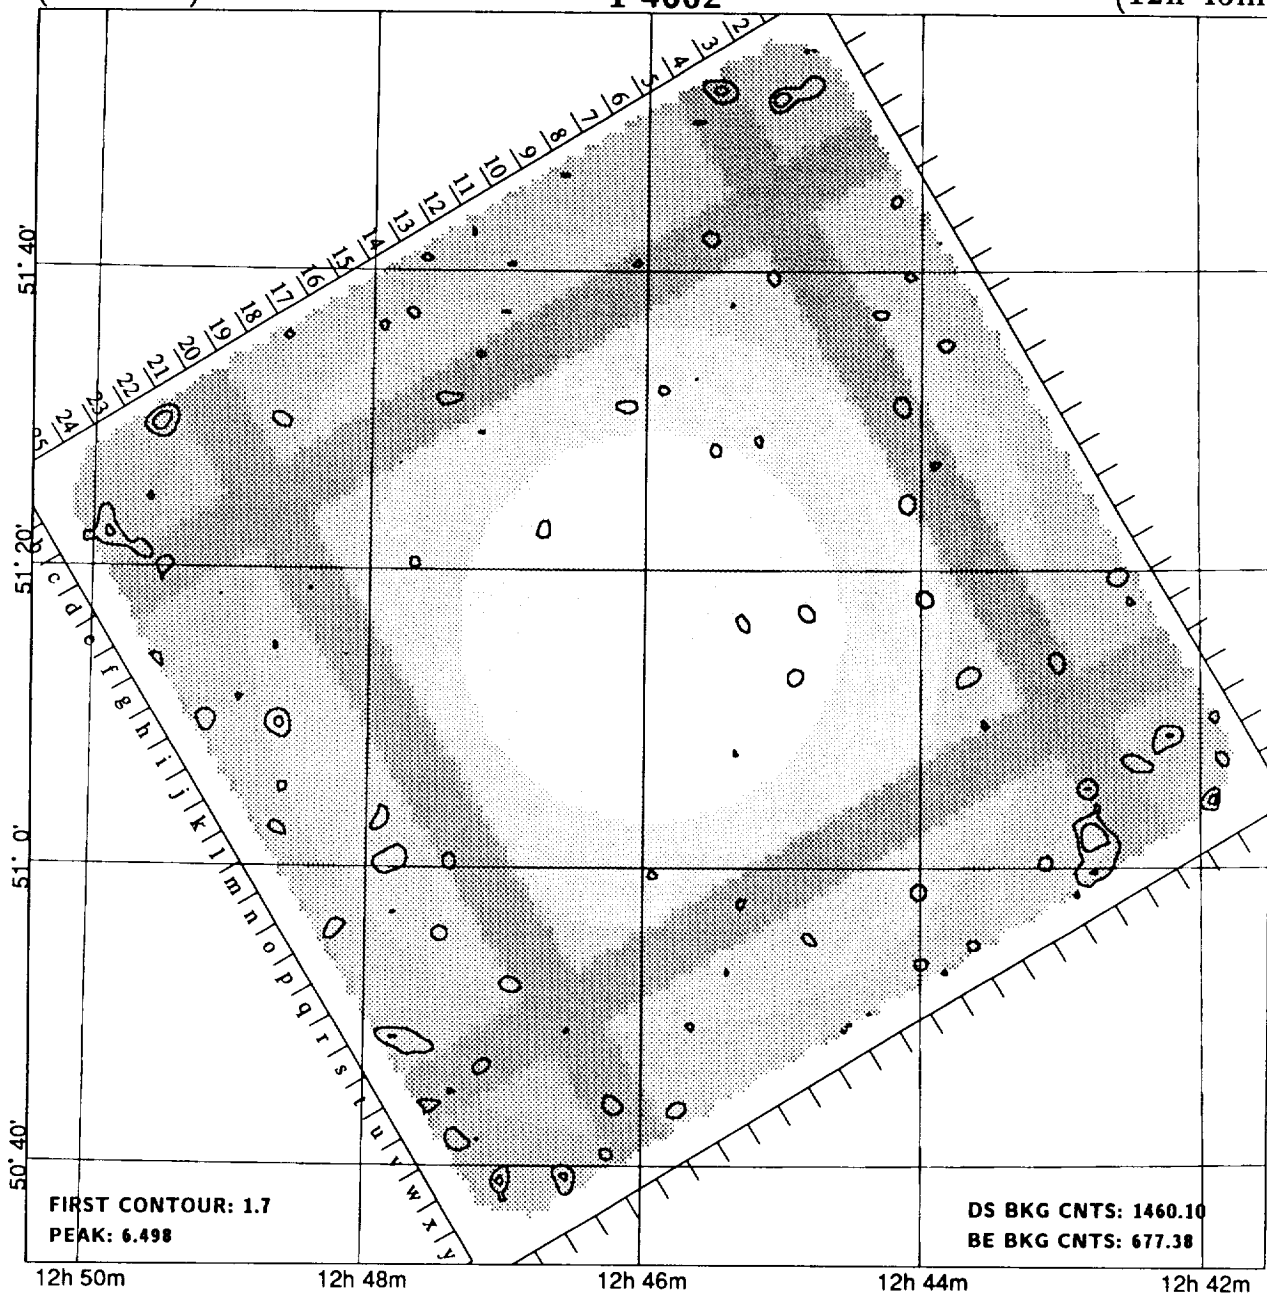 2 3 4 5 6 7 8 9 10 11 12 13 14 15 16 17 18 19 20 21 22 23 24
51° 40'
51° 20'
c d e f g h i j k l m n o p q r s t u v w x y
51° 0'
50° 40'
FIRST CONTOUR: 1.7
PEAK: 6.498
DS BKG CNTS: 1460.10
BE BKG CNTS: 677.38
12h 50m 12h 48m 12h 46m 12h 44m 12h 42m